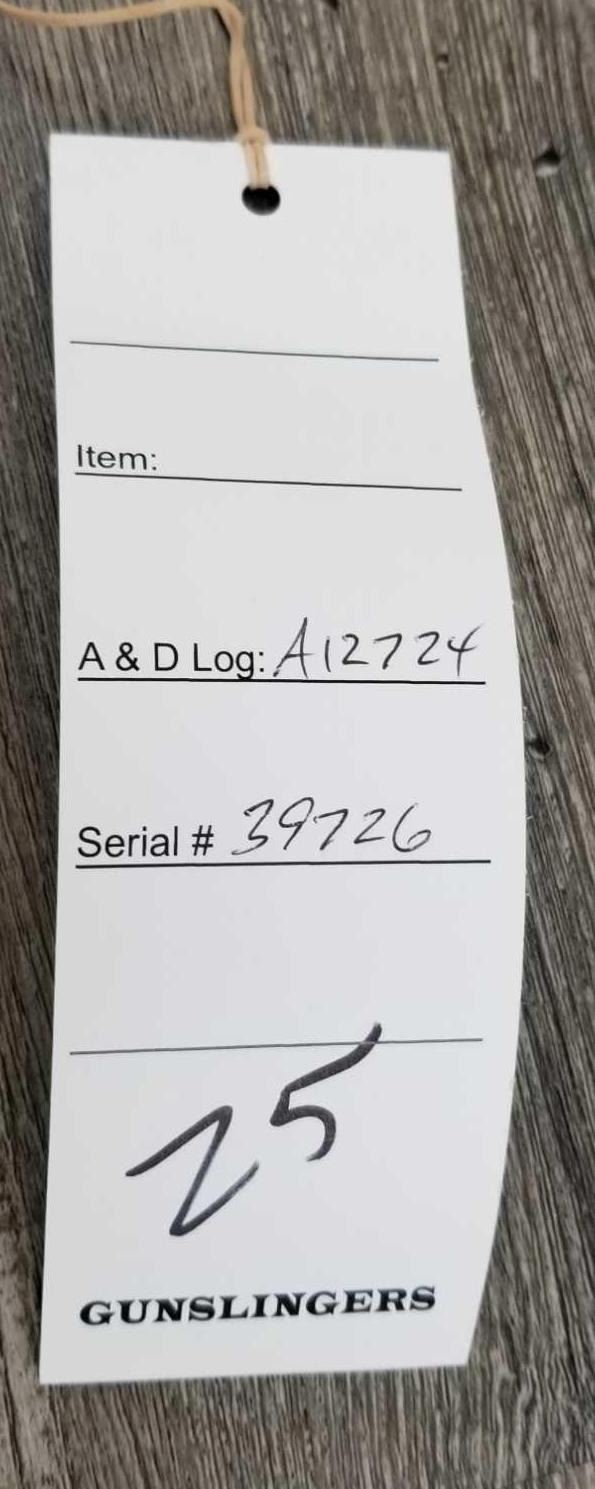 Item:
A & D Log: A12724
Serial # 39726
25
GUNSLINGERS